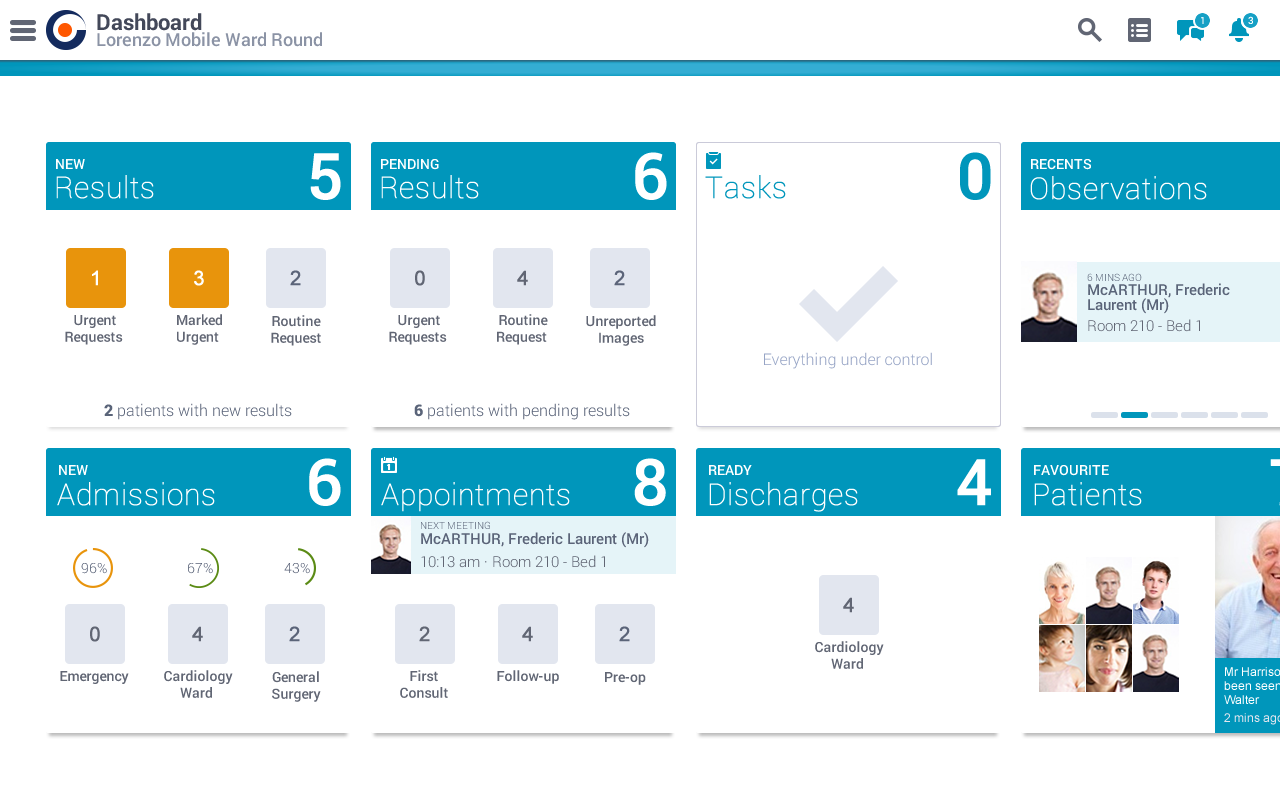 Dashboard
Lorenzo Mobile Ward Round
1
3
NEW
Results
5
1
Urgent
Requests
3
Marked
Urgent
2
Routine
Request
2 patients with new results
PENDING
Results
6
0
Urgent
Requests
4
Routine
Request
2
Unreported
Images
6 patients with pending results
Tasks
0
Everything under control
RECENTS
Observations
6 MINS AGO
McARTHUR, Frederic
Laurent (Mr)
Room 210 - Bed 1
NEW
Admissions
6
96%
67%
43%
0
Emergency
4
Cardiology
Ward
2
General
Surgery
1
Appointments
8
NEXT MEETING
McARTHUR, Frederic Laurent (Mr)
10:13 am · Room 210 - Bed 1
2
First
Consult
4
Follow-up
2
Pre-op
READY
Discharges
4
4
Cardiology
Ward
FAVOURITE
Patients
Mr Harriso
been seen
Walter
2 mins ago